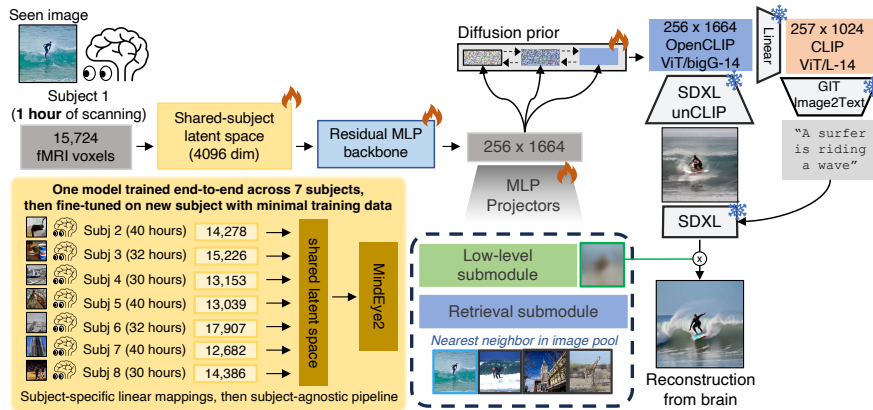 Seen image
Subject 1
(1 hour of scanning)
15,724
fMRI voxels
Shared-subject
latent space
(4096 dim)
Residual MLP
backbone
256 x 1664
MLP
Projectors
Diffusion prior
256 x 1664
OpenCLIP
ViT/bigG-14
Linear
257 x 1024
CLIP
ViT/L-14
SDXL
unCLIP
GIT
Image2Text
“A surfer
is riding
a wave”
SDXL
x
Reconstruction
from brain
One model trained end-to-end across 7 subjects,
then fine-tuned on new subject with minimal training data
Subj 2 (40 hours) 14,278
Subj 3 (32 hours) 15,226
Subj 4 (30 hours) 13,153
Subj 5 (40 hours) 13,039
Subj 6 (32 hours) 17,907
Subj 7 (40 hours) 12,682
Subj 8 (30 hours) 14,386
shared latent space
MindEye2
Subject-specific linear mappings, then subject-agnostic pipeline
Low-level
submodule
Retrieval submodule
Nearest neighbor in image pool